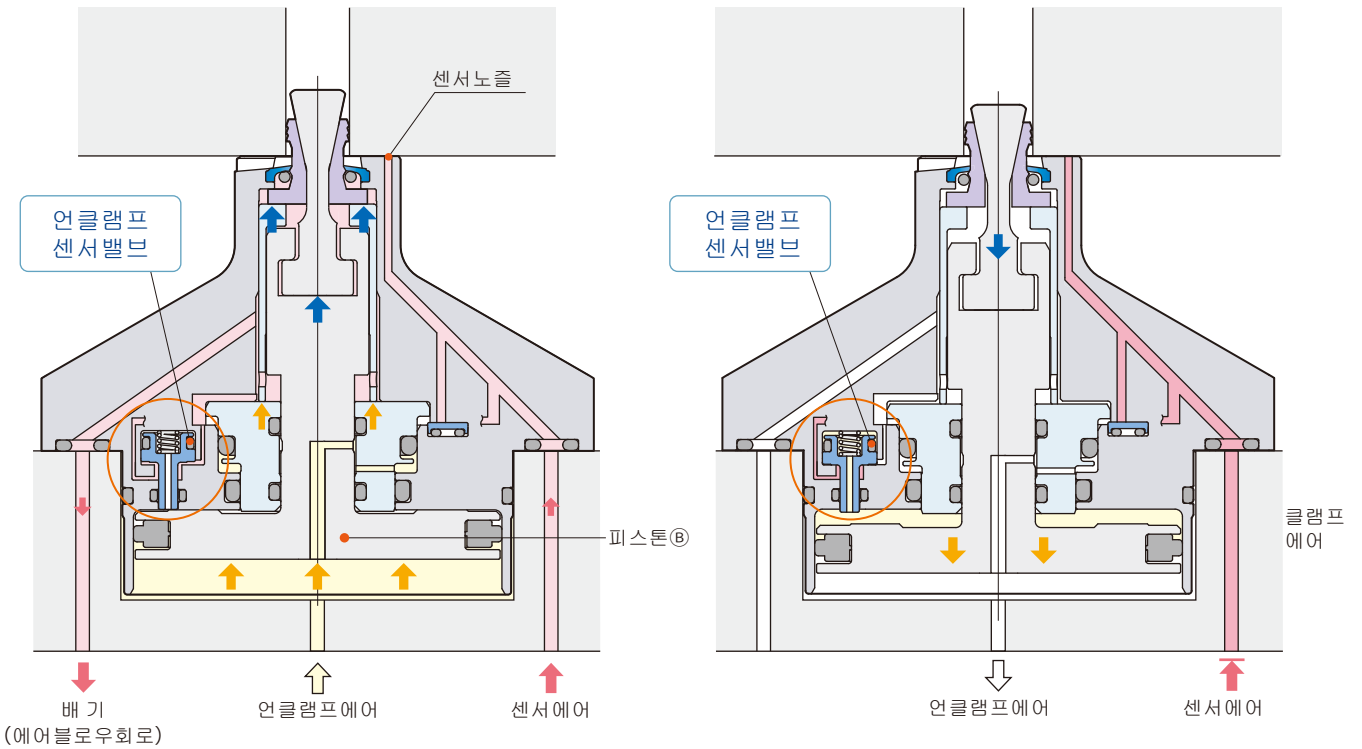 센서노즐
언클램프
센서밸브
피스톤Ⓑ
배 기
(에어블로우회로)
언클램프에어
센서에어
언클램프
센서밸브
클램프
에어
언클램프에어
센서에어